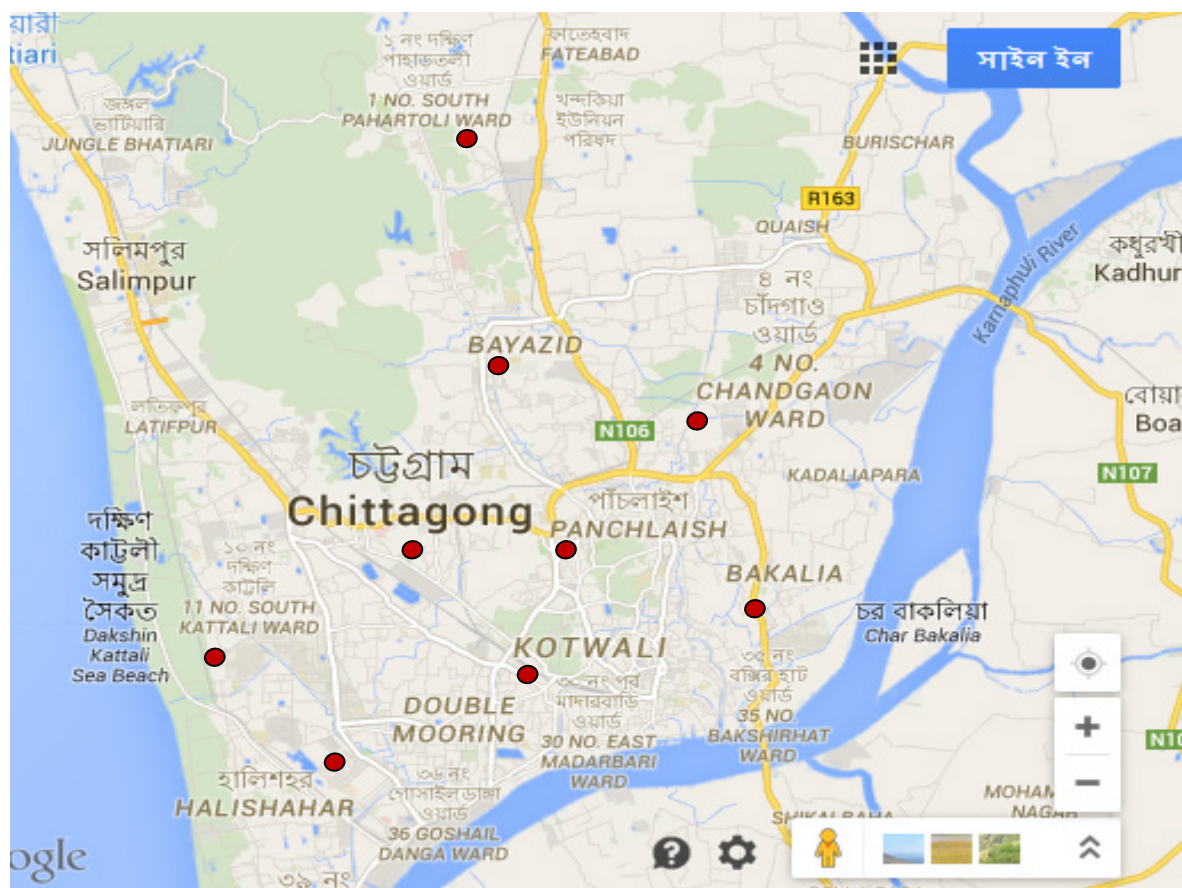 য়ারী
tiari
১ নং দক্ষিণ
পাহাড়তলী
ওয়ার্ড
1 NO. SOUTH
PAHARTOLI WARD
ফাতেহবাদ
FATEABAD
সাইন ইন
জঙ্গল
ভাটিয়ারি
JUNGLE BHATIARI
খন্দকিয়া
ইউনিয়ন
পরিষদ
BURISCHAR
R163
QUAISH
সলিমপুর
Salimpur
Karnaphuli River
কধুরখী
Kadhur
৪ নং
চাঁদগাও
ওয়ার্ড
4 NO.
CHANDGAON
WARD
BAYAZID
লতিফপুর
LATIFPUR
N106
বোয়া
Boa
N107
KADALIAPARA
চট্টগ্রাম
Chittagong
পাঁচলাইশ
PANCHLAISH
দক্ষিণ
কাট্টলী
সমুদ্র
সৈকত
Dakshin
Kattali
Sea Beach
১০ নং
দক্ষিণ
কাট্টলি
11 NO. SOUTH
KATTALI WARD
BAKALIA
চর বাকলিয়া
Char Bakalia
KOTWALI
৩৫ নং
বক্সির হাট
ওয়ার্ড
35 NO.
BAKSHIRHAT
WARD
৩০ নং পূর্ব
মাদারবাড়ি
ওয়ার্ড
30 NO. EAST
MADARBARI
WARD
DOUBLE
MOORING
হালিশহর
HALISHAHAR
৩৬ নং
গোসাইলডাঙ্গা
ওয়ার্ড
36 GOSHAIL
DANGA WARD
N10
MOHAM
NAGAR
SHIKALBAHA
ogle
৩৯ নং